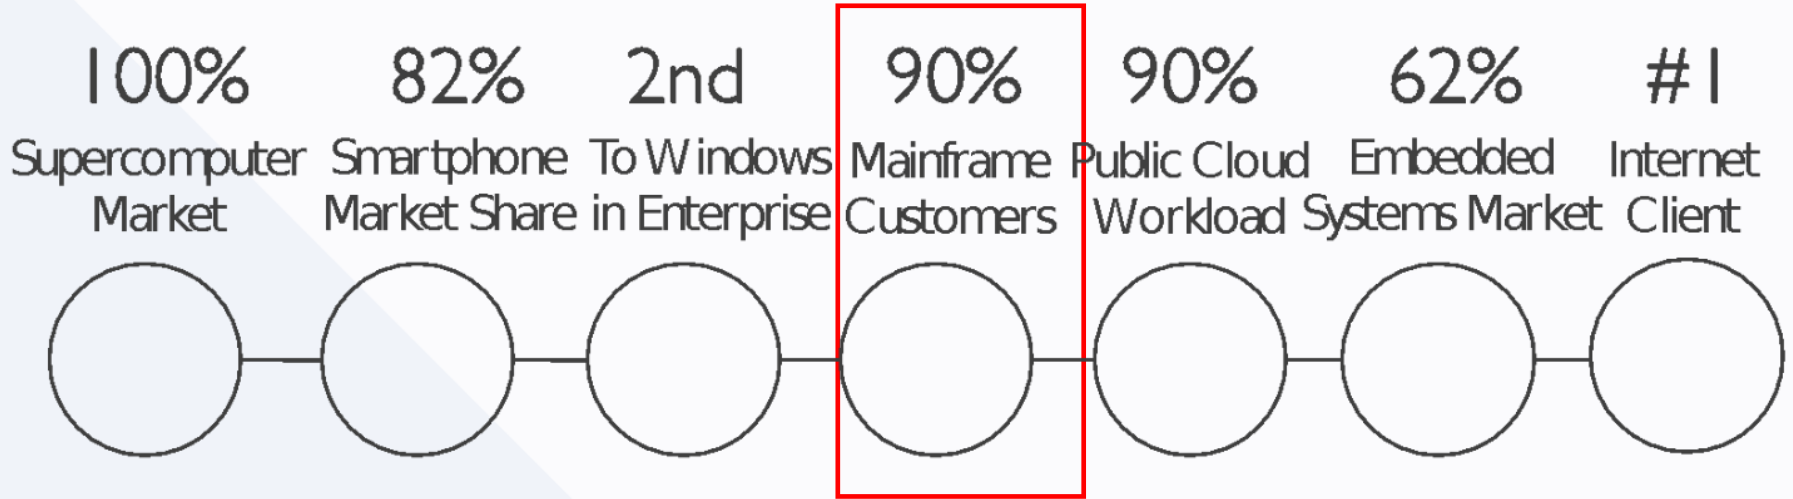 100%
Supercomputer
Market
82%
Smartphone
Market Share
2nd
To Windows
in Enterprise
90%
Mainframe
Customers
90%
Public Cloud
Workload
62%
Embedded
Systems Market
#1
Internet
Client